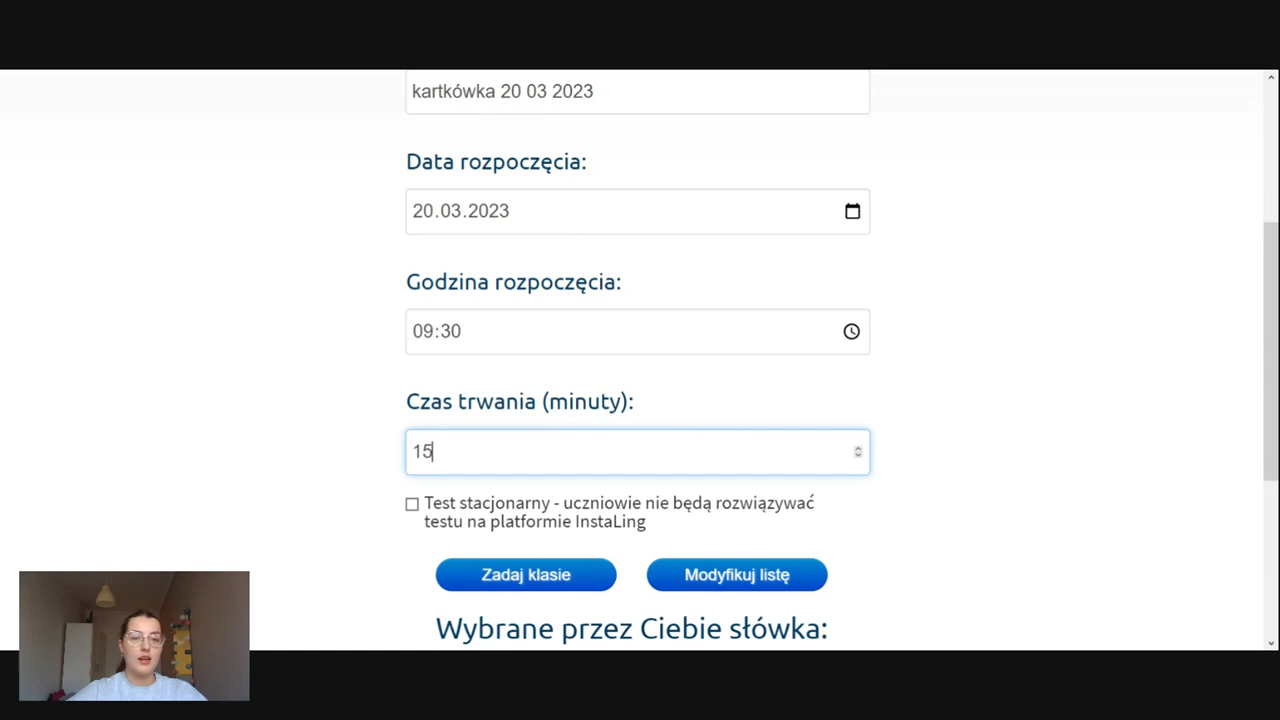 kartkówka 20 03 2023
Data rozpoczęcia:
20.03.2023
Godzina rozpoczęcia:
09:30
Czas trwania (minuty):
15
Test stacjonarny - uczniowie nie będą rozwiązywać
testu na platformie InstaLing
Zadaj klasie
Modyfikuj listę
Wybrane przez Ciebie słówka: